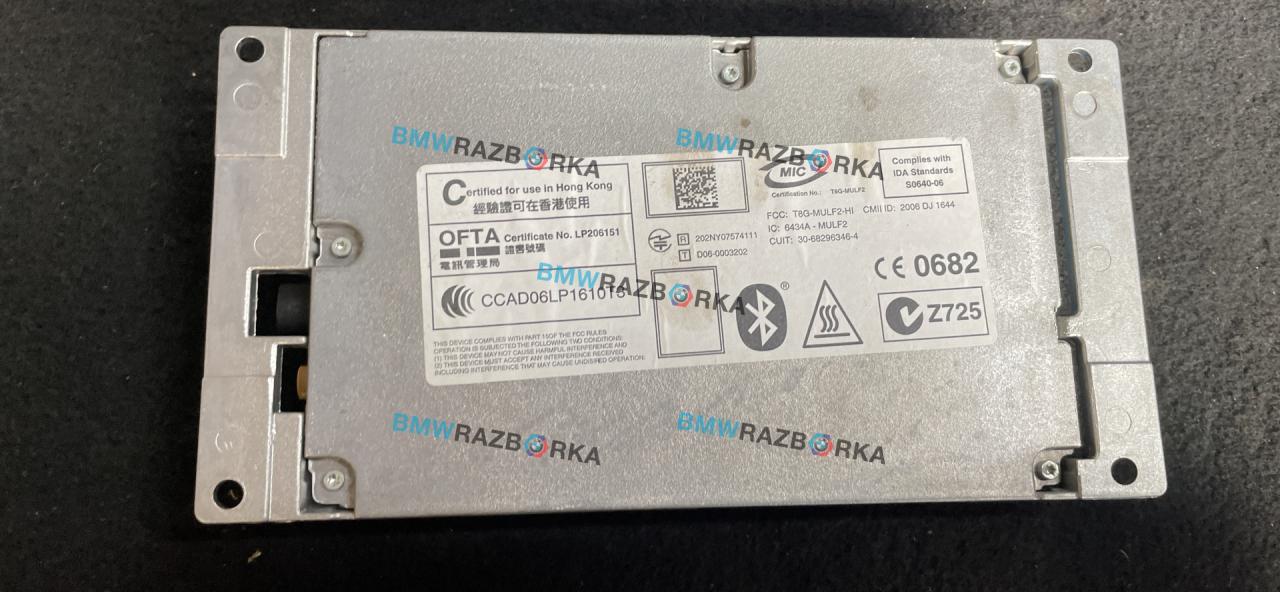 BMWRAZBORKA
BMWRAZBORKA
Certified for use in Hong Kong
經驗證可在香港使用
OFTA Certificate No. LP206151
證書號碼
電訊管理局
CCAD06LP1610T5
THIS DEVICE COMPLIES WITH PART 15OF THE FCC RULES
OPERATION IS SUBJECTED THE FOLLOWING TWO CONDITIONS:
(1) THIS DEVICE MAY NOT CAUSE HARMFUL INTERFERENCE AND
(2) THIS DEVICE MUST ACCEPT ANY INTERFERENCE RECEIVED
INCLUDING INTERFERENCE THAT MAY CAUSE UNDESIRED OPERATION.
R 202NY07574111
T D06-0003202
MIC
Certification No.: T8G-MULF2
Complies with
IDA Standards
S0640-06
FCC: T8G-MULF2-HI CMII ID: 2006 DJ 1644
IC: 6434A - MULF2
CUIT: 30-68296346-4
CE 0682
®
Z725
BMWRAZBORKA
BMWRAZBORKA
BMWRAZBORKA